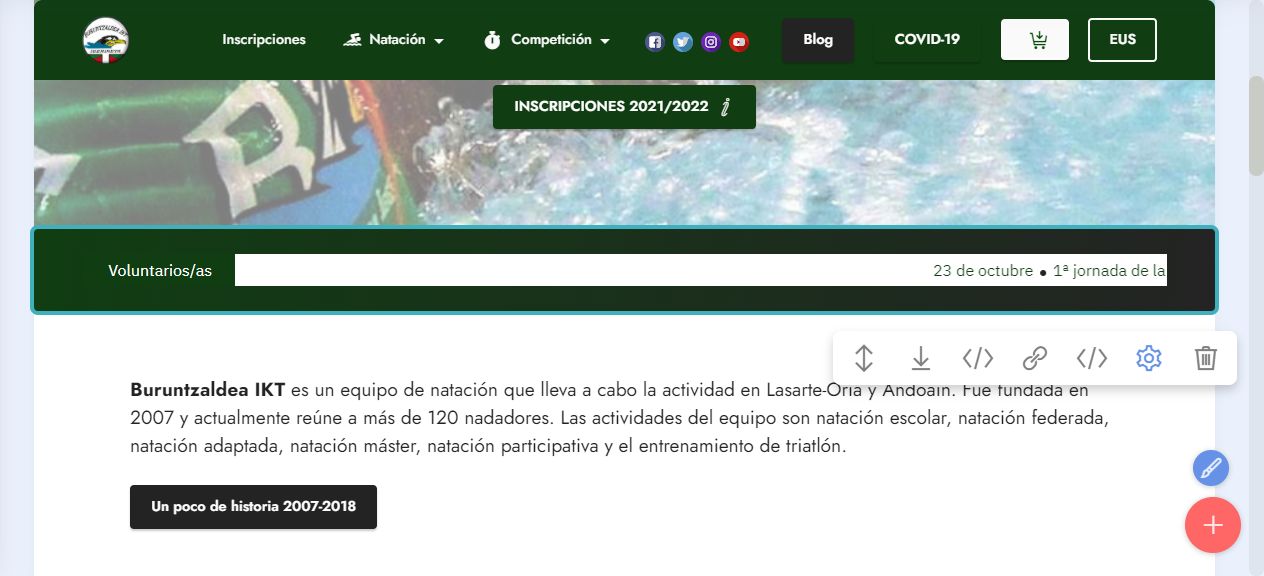 Inscripciones
Natación
Competición
Blog
COVID-19
EUS
INSCRIPCIONES 2021/2022
Voluntarios/as
23 de octubre ● 1ª jornada de la
Buruntzaldea IKT es un equipo de natación que lleva a cabo la actividad en Lasarte-Oria y Andoain. Fue fundada en
2007 y actualmente reúne a más de 120 nadadores. Las actividades del equipo son natación escolar, natación federada,
natación adaptada, natación máster, natación participativa y el entrenamiento de triatlón.
Un poco de historia 2007-2018